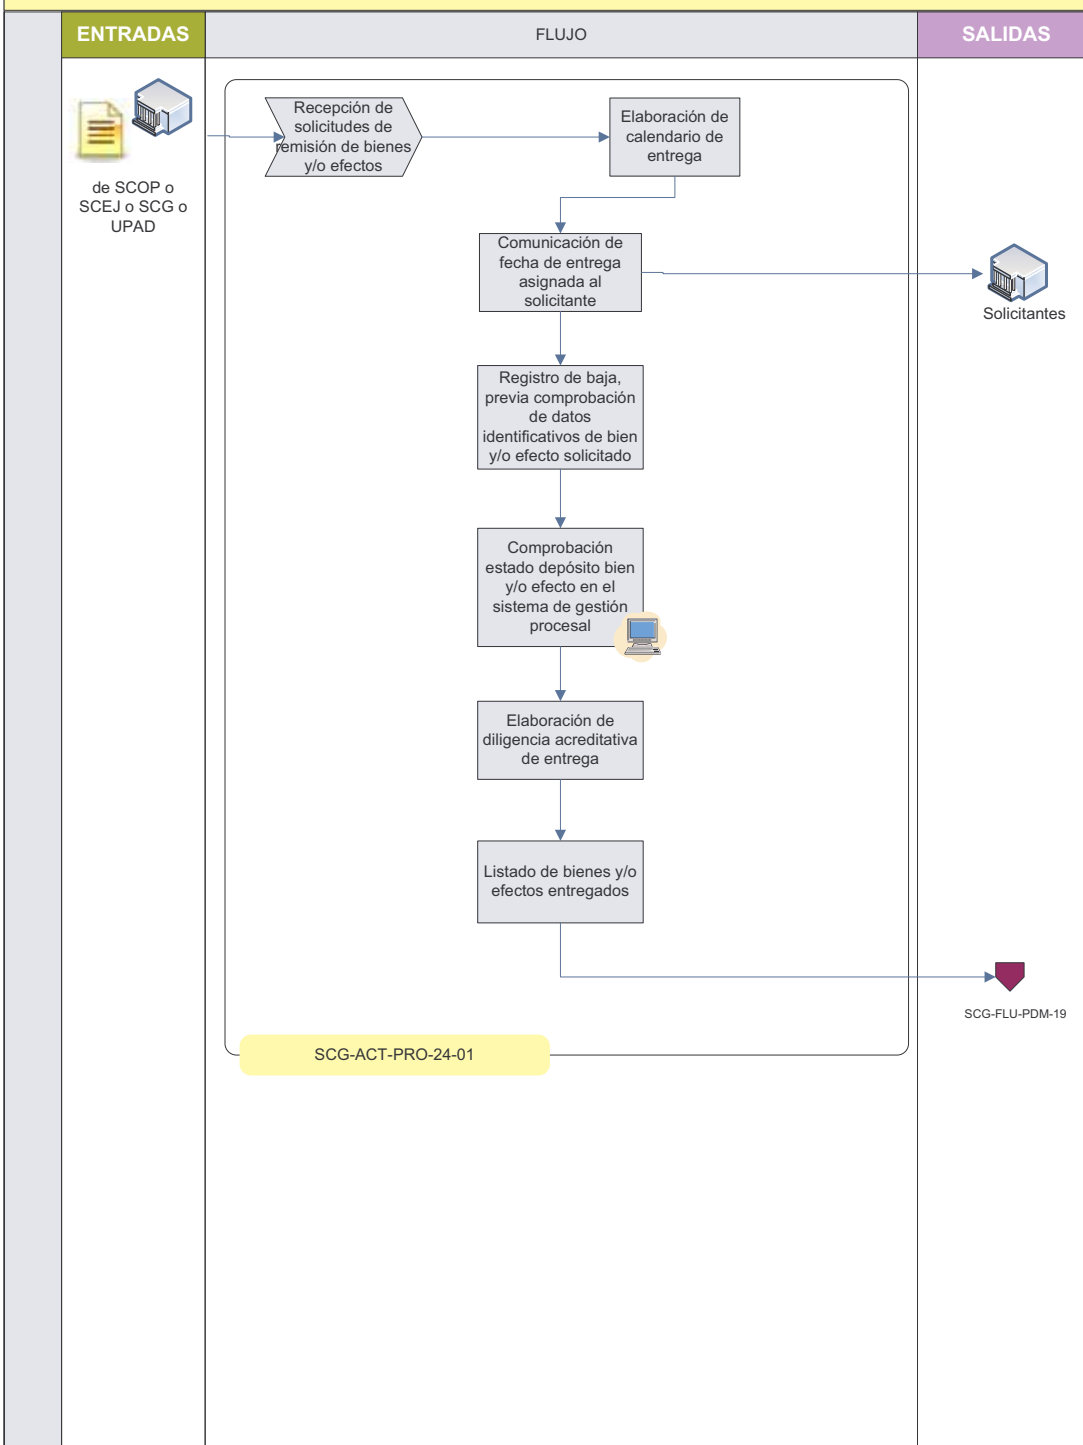 ENTRADAS
FLUJO
SALIDAS
de SCOP o
SCEJ o SCG o
UPAD
Recepción de
solicitudes de
remisión de bienes
y/o efectos
Elaboración de
calendario de
entrega
Comunicación de
fecha de entrega
asignada al
solicitante
Solicitantes
Registro de baja,
previa comprobación
de datos
identificativos de bien
y/o efecto solicitado
Comprobación
estado depósito bien
y/o efecto en el
sistema de gestión
procesal
Elaboración de
diligencia acreditativa
de entrega
Listado de bienes y/o
efectos entregados
SCG-FLU-PDM-19
SCG-ACT-PRO-24-01